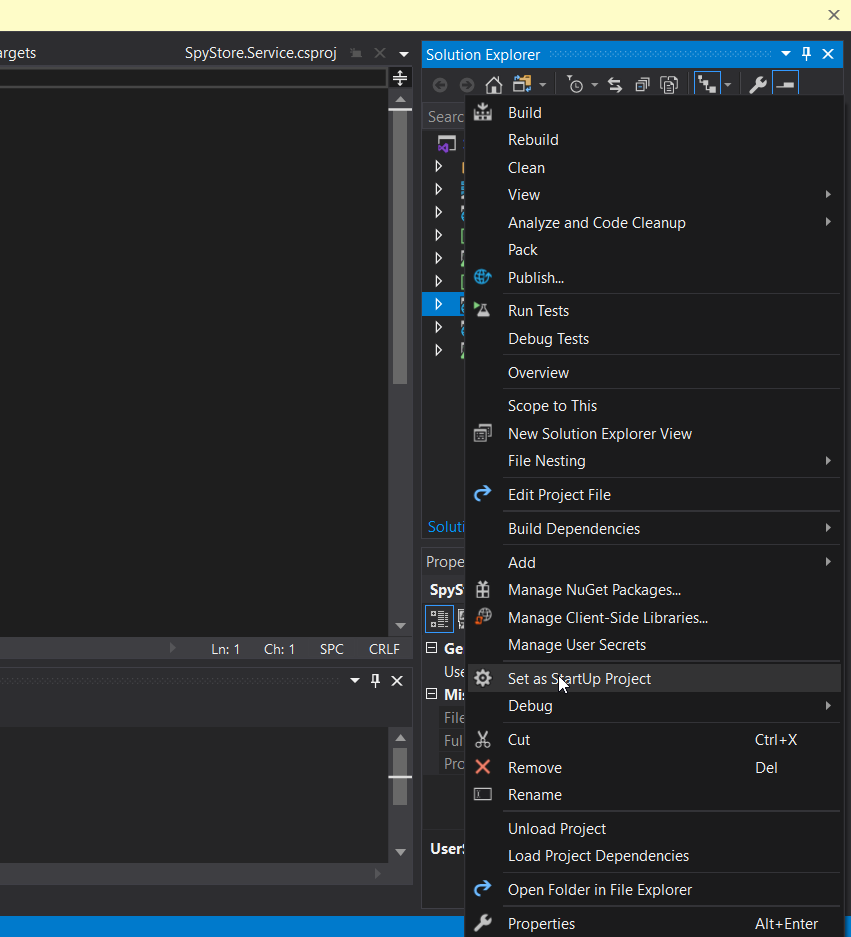 argets
SpyStore.Service.csproj
Solution Explorer
Searc
Build
Rebuild
Clean
View
Analyze and Code Cleanup
Pack
Publish...
Run Tests
Debug Tests
Overview
Scope to This
New Solution Explorer View
File Nesting
Edit Project File
Build Dependencies
Add
Manage NuGet Packages...
Manage Client-Side Libraries...
Manage User Secrets
Set as StartUp Project
Debug
Cut Ctrl+X
Remove Del
Rename
Unload Project
Load Project Dependencies
Open Folder in File Explorer
Properties Alt+Enter
Soluti
Prope
SpyS
Ge
Use
Mis
File
Full
Pro
UserS
Ln: 1 Ch: 1 SPC CRLF